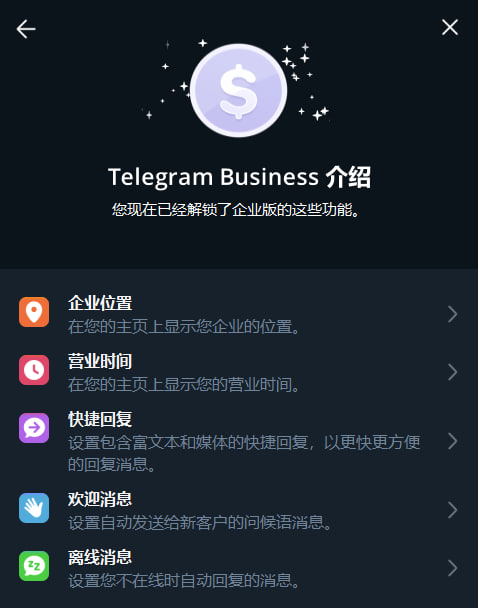 Telegram Business 介绍
您现在已经解锁了企业版的这些功能。
企业位置
在您的主页上显示您企业的位置。
营业时间
在您的主页上显示您的营业时间。
快捷回复
设置包含富文本和媒体的快捷回复，以更快更方便
的回复消息。
欢迎消息
设置自动发送给新客户的问候语消息。
离线消息
设置您不在线时自动回复的消息。